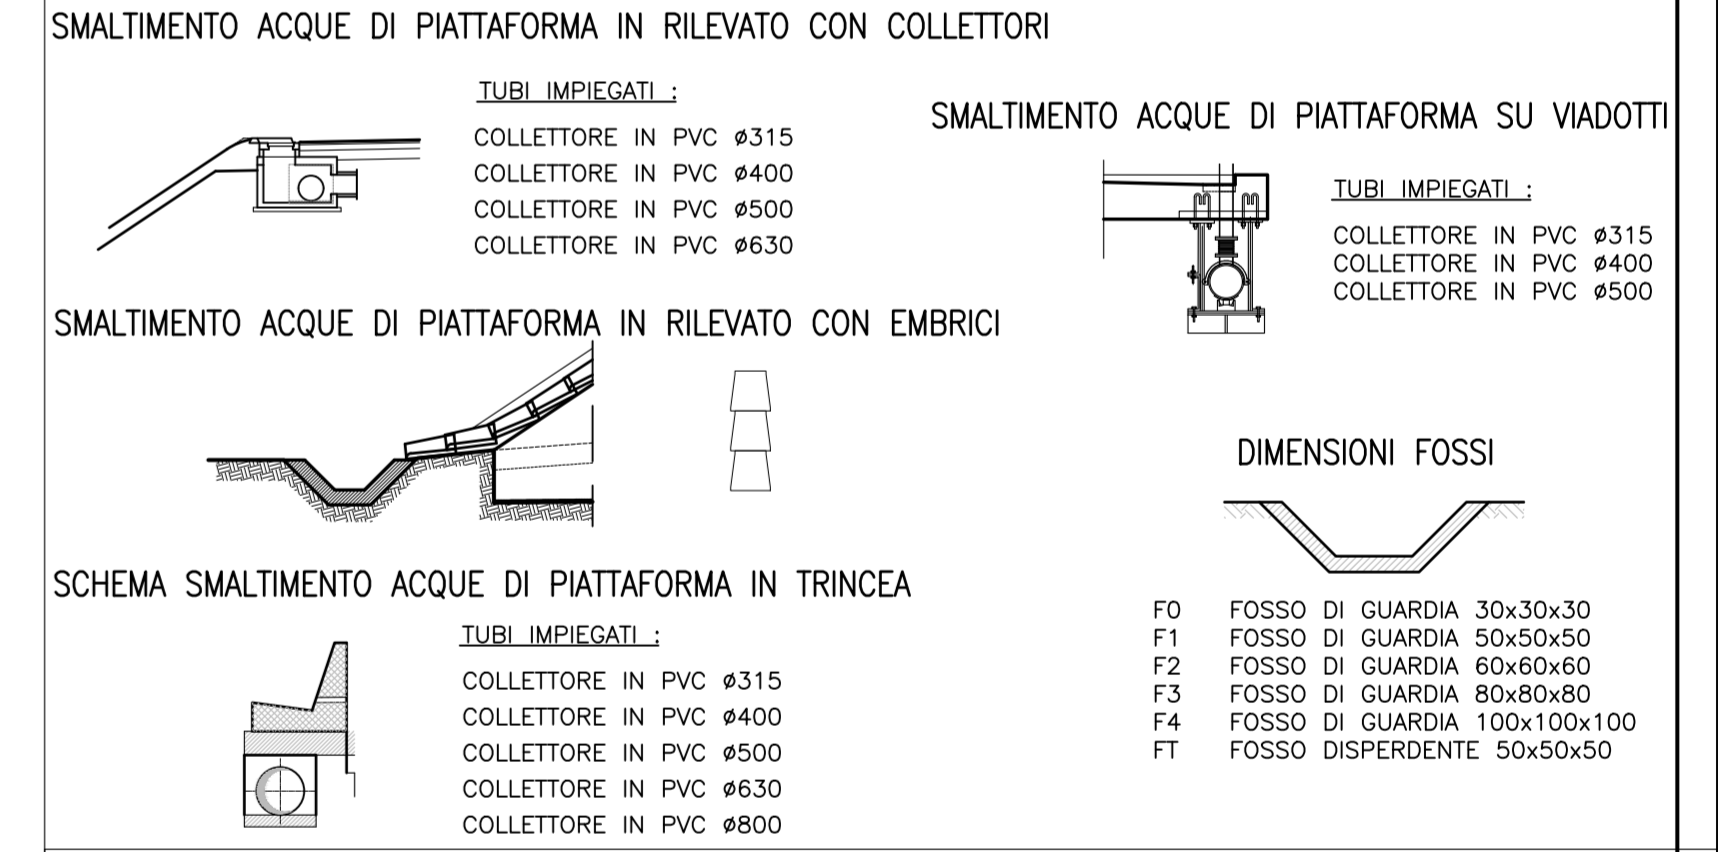 SMALTIMENTO ACQUE DI PIATTAFORMA IN RILEVATO CON COLLETTORI
TUBI IMPIEGATI :
COLLETTORE IN PVC ø315
COLLETTORE IN PVC ø400
COLLETTORE IN PVC ø500
COLLETTORE IN PVC ø630
SMALTIMENTO ACQUE DI PIATTAFORMA SU VIADOTTI
TUBI IMPIEGATI :
COLLETTORE IN PVC ø315
COLLETTORE IN PVC ø400
COLLETTORE IN PVC ø500
SMALTIMENTO ACQUE DI PIATTAFORMA IN RILEVATO CON EMBRICI
DIMENSIONI FOSSI
F0 FOSSO DI GUARDIA 30x30x30
F1 FOSSO DI GUARDIA 50x50x50
F2 FOSSO DI GUARDIA 60x60x60
F3 FOSSO DI GUARDIA 80x80x80
F4 FOSSO DI GUARDIA 100x100x100
FT FOSSO DISPERDENTE 50x50x50
SCHEMA SMALTIMENTO ACQUE DI PIATTAFORMA IN TRINCEA
TUBI IMPIEGATI :
COLLETTORE IN PVC ø315
COLLETTORE IN PVC ø400
COLLETTORE IN PVC ø500
COLLETTORE IN PVC ø630
COLLETTORE IN PVC ø800